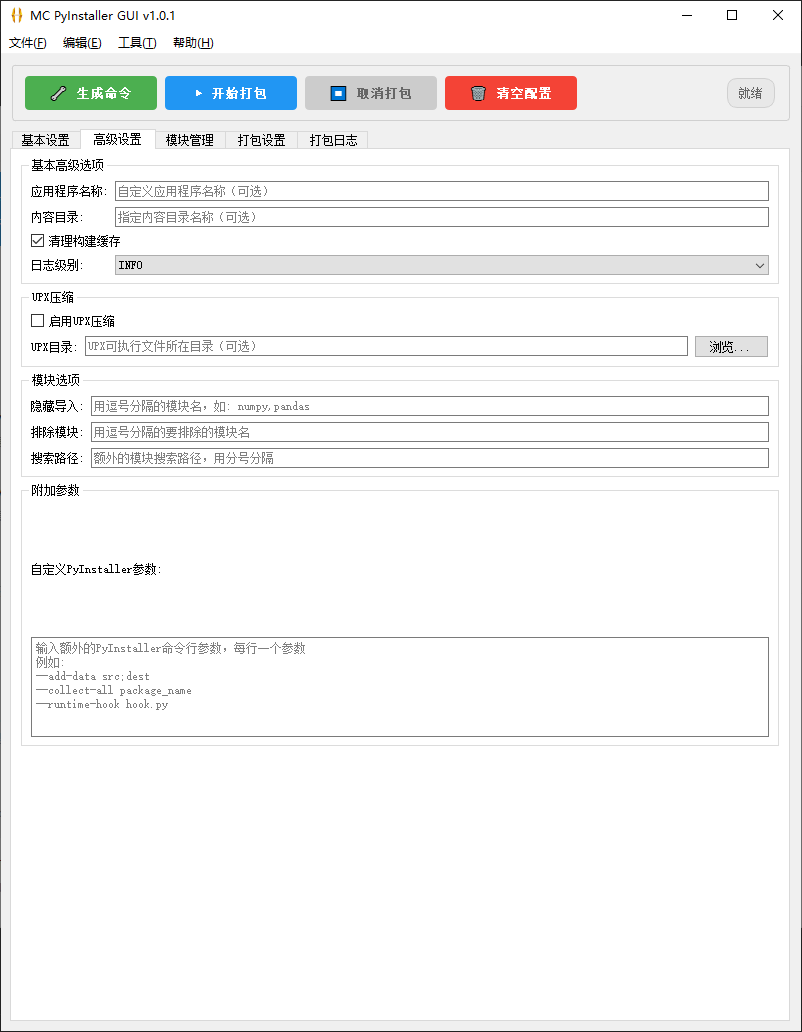 MC PyInstaller GUI v1.0.1
文件(F) 编辑(E) 工具(T) 帮助(H)
生成命令 开始打包 取消打包 清空配置 就绪
基本设置 高级设置 模块管理 打包设置 打包日志
基本高级选项
应用程序名称: 自定义应用程序名称（可选）
内容目录: 指定内容目录名称（可选）
清理构建缓存
日志级别: INFO
UPX压缩
启用UPX压缩
UPX目录: UPX可执行文件所在目录（可选） 浏览...
模块选项
隐藏导入: 用逗号分隔的模块名，如: numpy,pandas
排除模块: 用逗号分隔的要排除的模块名
搜索路径: 额外的模块搜索路径，用分号分隔
附加参数
自定义PyInstaller参数:
输入额外的PyInstaller命令行参数，每行一个参数
例如:
--add-data src;dest
--collect-all package_name
--runtime-hook hook.py